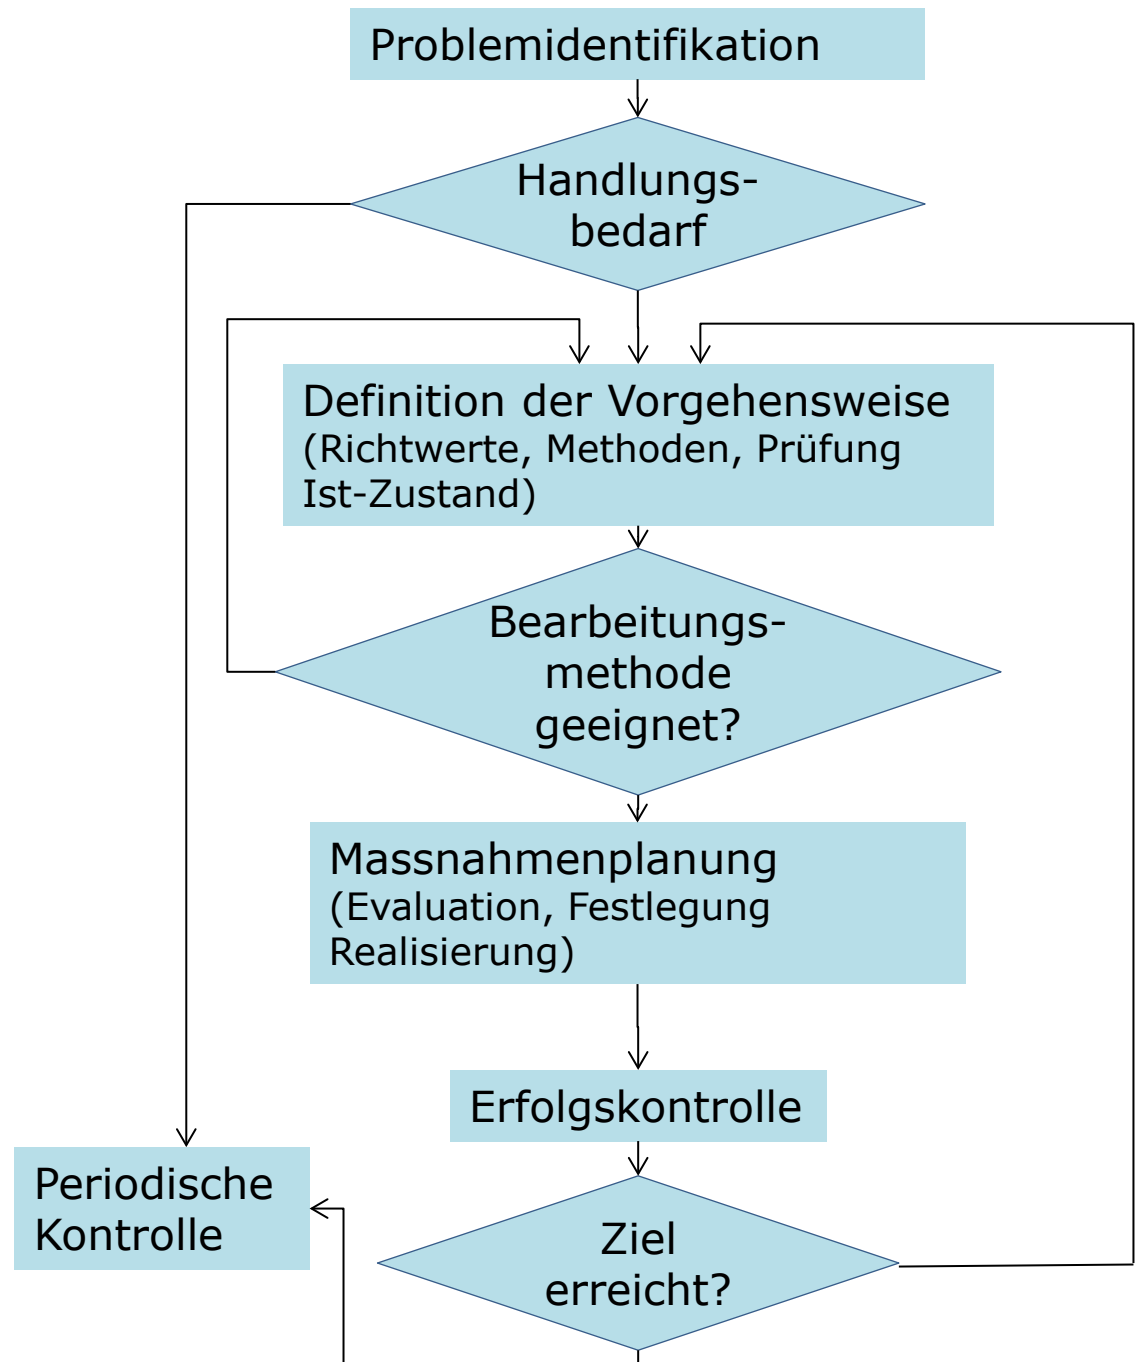 Problemidentifikation
Handlungs-
bedarf
Definition der Vorgehensweise
(Richtwerte, Methoden, Prüfung
Ist-Zustand)
Bearbeitungs-
methode
geeignet?
Massnahmenplanung
(Evaluation, Festlegung
Realisierung)
Erfolgskontrolle
Periodische
Kontrolle
Ziel
erreicht?